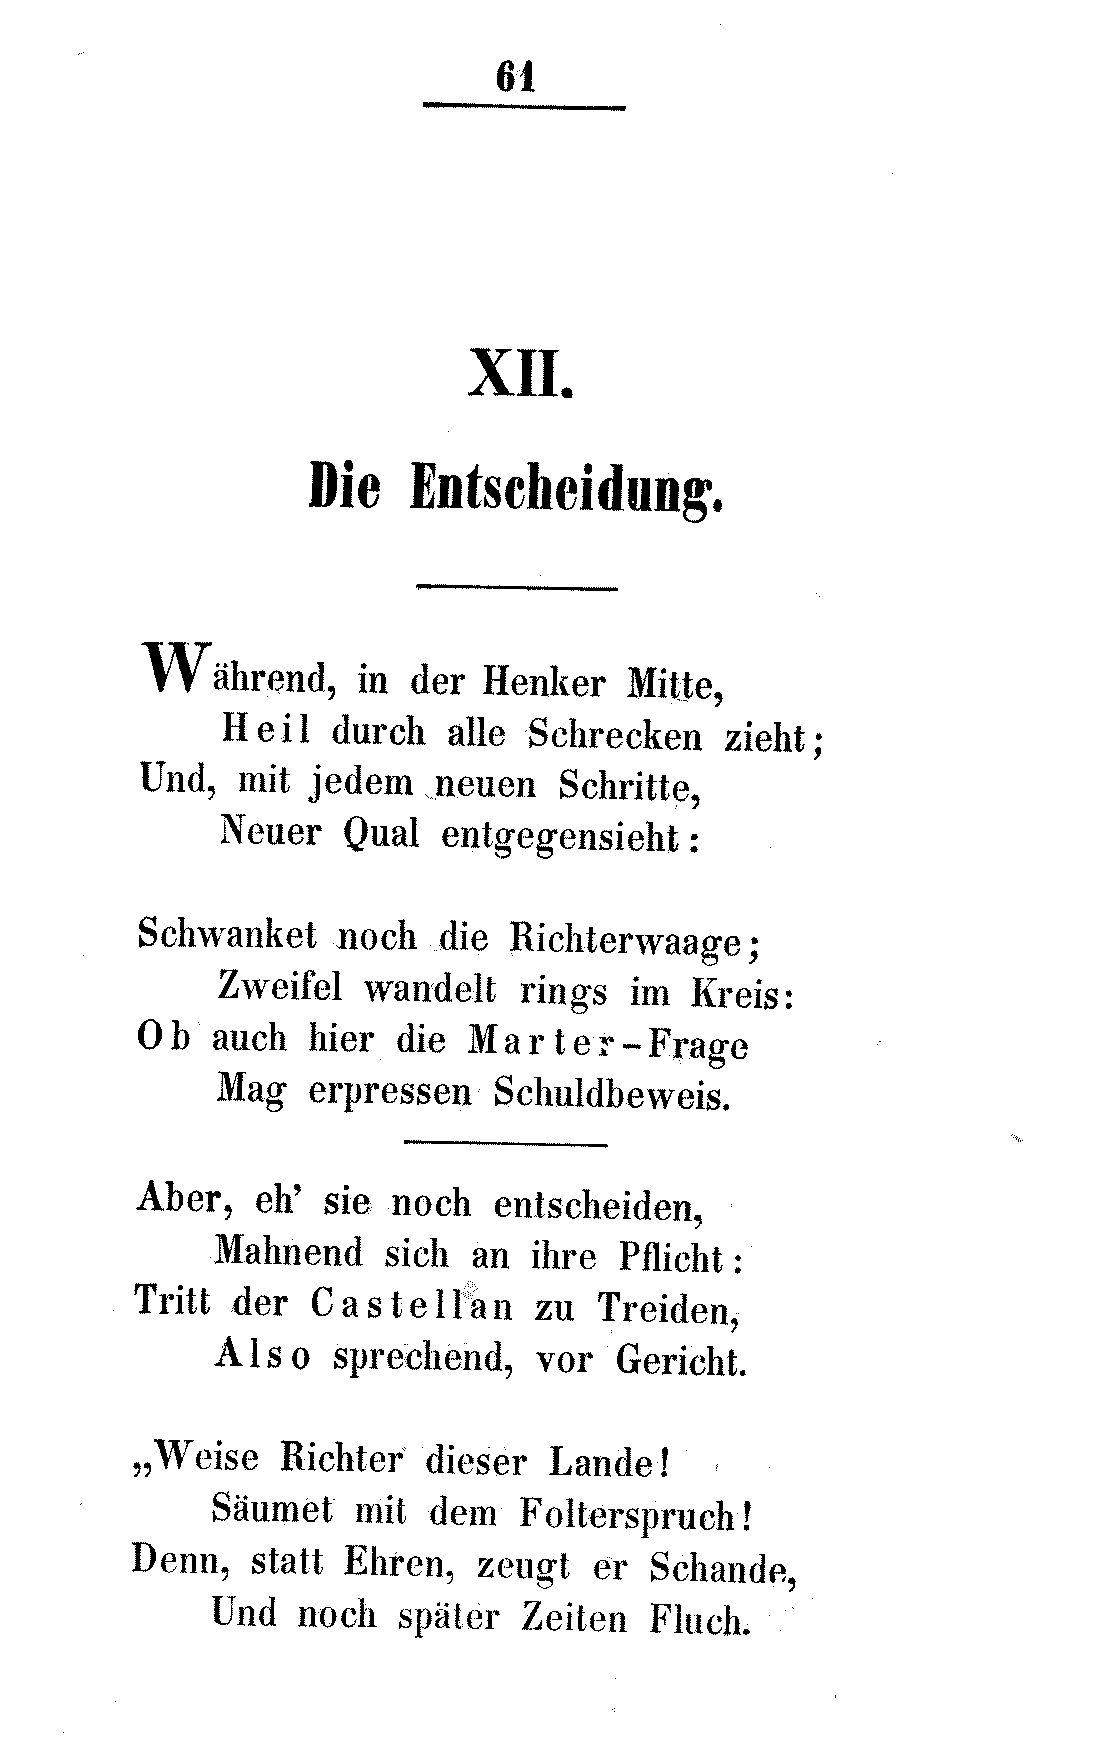 61
XII.
Die Entscheidung.
Während, in der Henker Mitte,
Heil durch alle Schrecken zieht;
Und, mit jedem neuen Schritte,
Neuer Qual entgegensieht:
Schwanket noch die Richterwaage;
Zweifel wandelt rings im Kreis:
Ob auch hier die Marter-Frage
Mag erpressen Schuldbeweis.
Aber, eh' sie noch entscheiden,
Mahnend sich an ihre Pflicht:
Tritt der Castellan zu Treiden,
Also sprechend, vor Gericht.
„Weise Richter dieser Lande!
Säumet mit dem Folterspruch!
Denn, statt Ehren, zeugt er Schande,
Und noch später Zeiten Fluch.